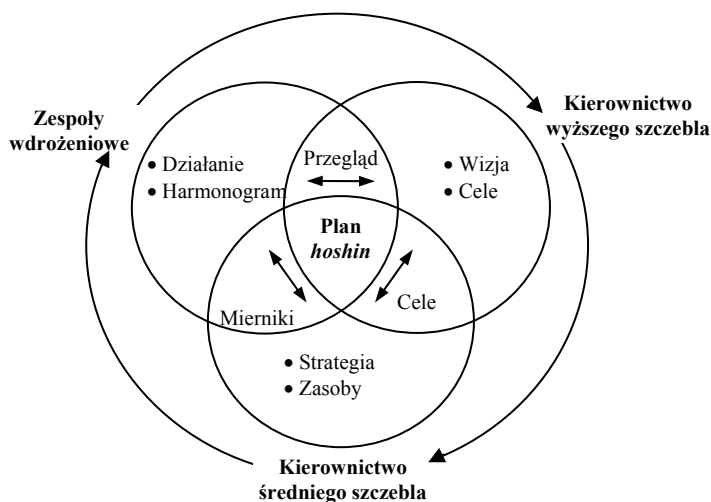 Zespoły
wdrożeniowe
Kierownictwo
wyższego szczebla
• Działanie
• Harmonogram
Przegląd
• Wizja
• Cele
Plan
hoshin
Mierniki
Cele
• Strategia
• Zasoby
Kierownictwo
średniego szczebla